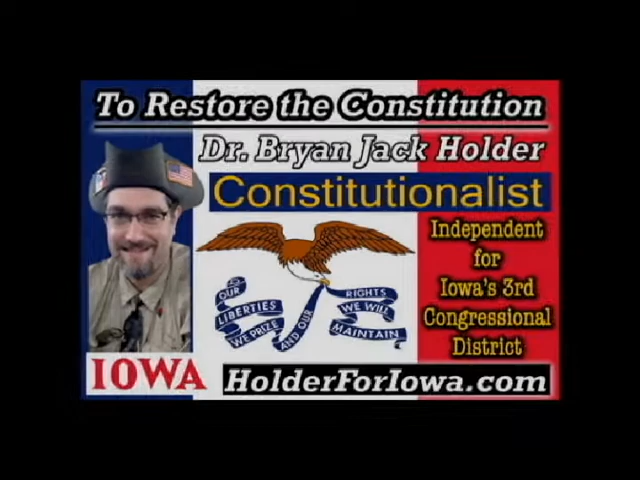 To Restore the Constitution
Dr. Bryan Jack Holder
Constitutionalist
Independent
for
Iowa's 3rd
Congressional
District
OUR
LIBERTIES
WE PRIZE
AND OUR
RIGHTS
WE WILL
MAINTAIN
IOWA
HolderForIowa.com